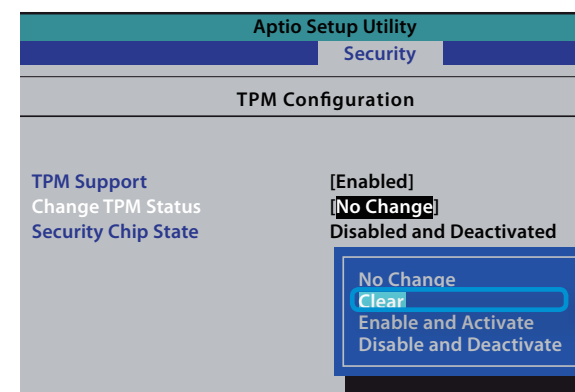 Aptio Setup Utility
Security
TPM Configuration
TPM Support [Enabled]
Change TPM Status [No Change]
Security Chip State Disabled and Deactivated
No Change
Clear
Enable and Activate
Disable and Deactivate